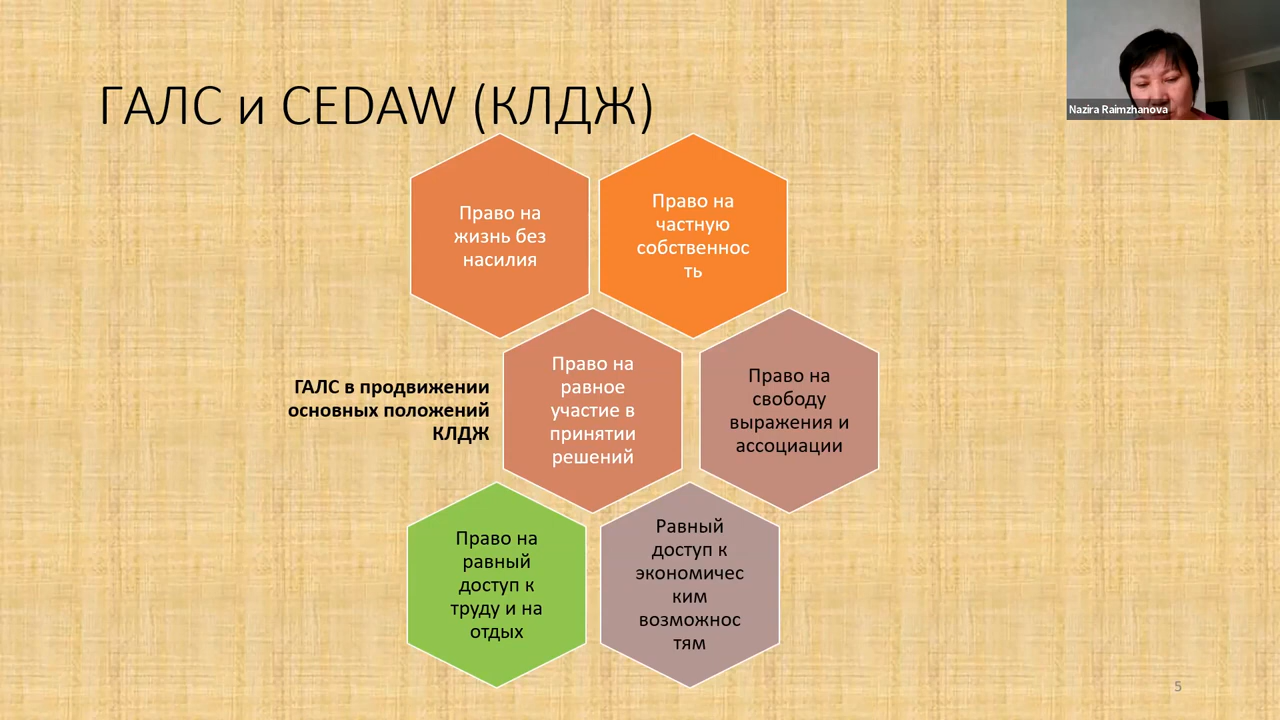 ГАЛС и CEDAW (КЛДЖ)
Nazira Raimzhanova
Право на
жизнь без
насилия
Право на
частную
собственнос
ть
ГАЛС в продвижении
основных положений
КЛДЖ
Право на
равное
участие в
принятии
решений
Право на
свободу
выражения и
ассоциации
Право на
равный
доступ к
труду и на
отдых
Равный
доступ к
экономичес
ким
возможнос
тям
5